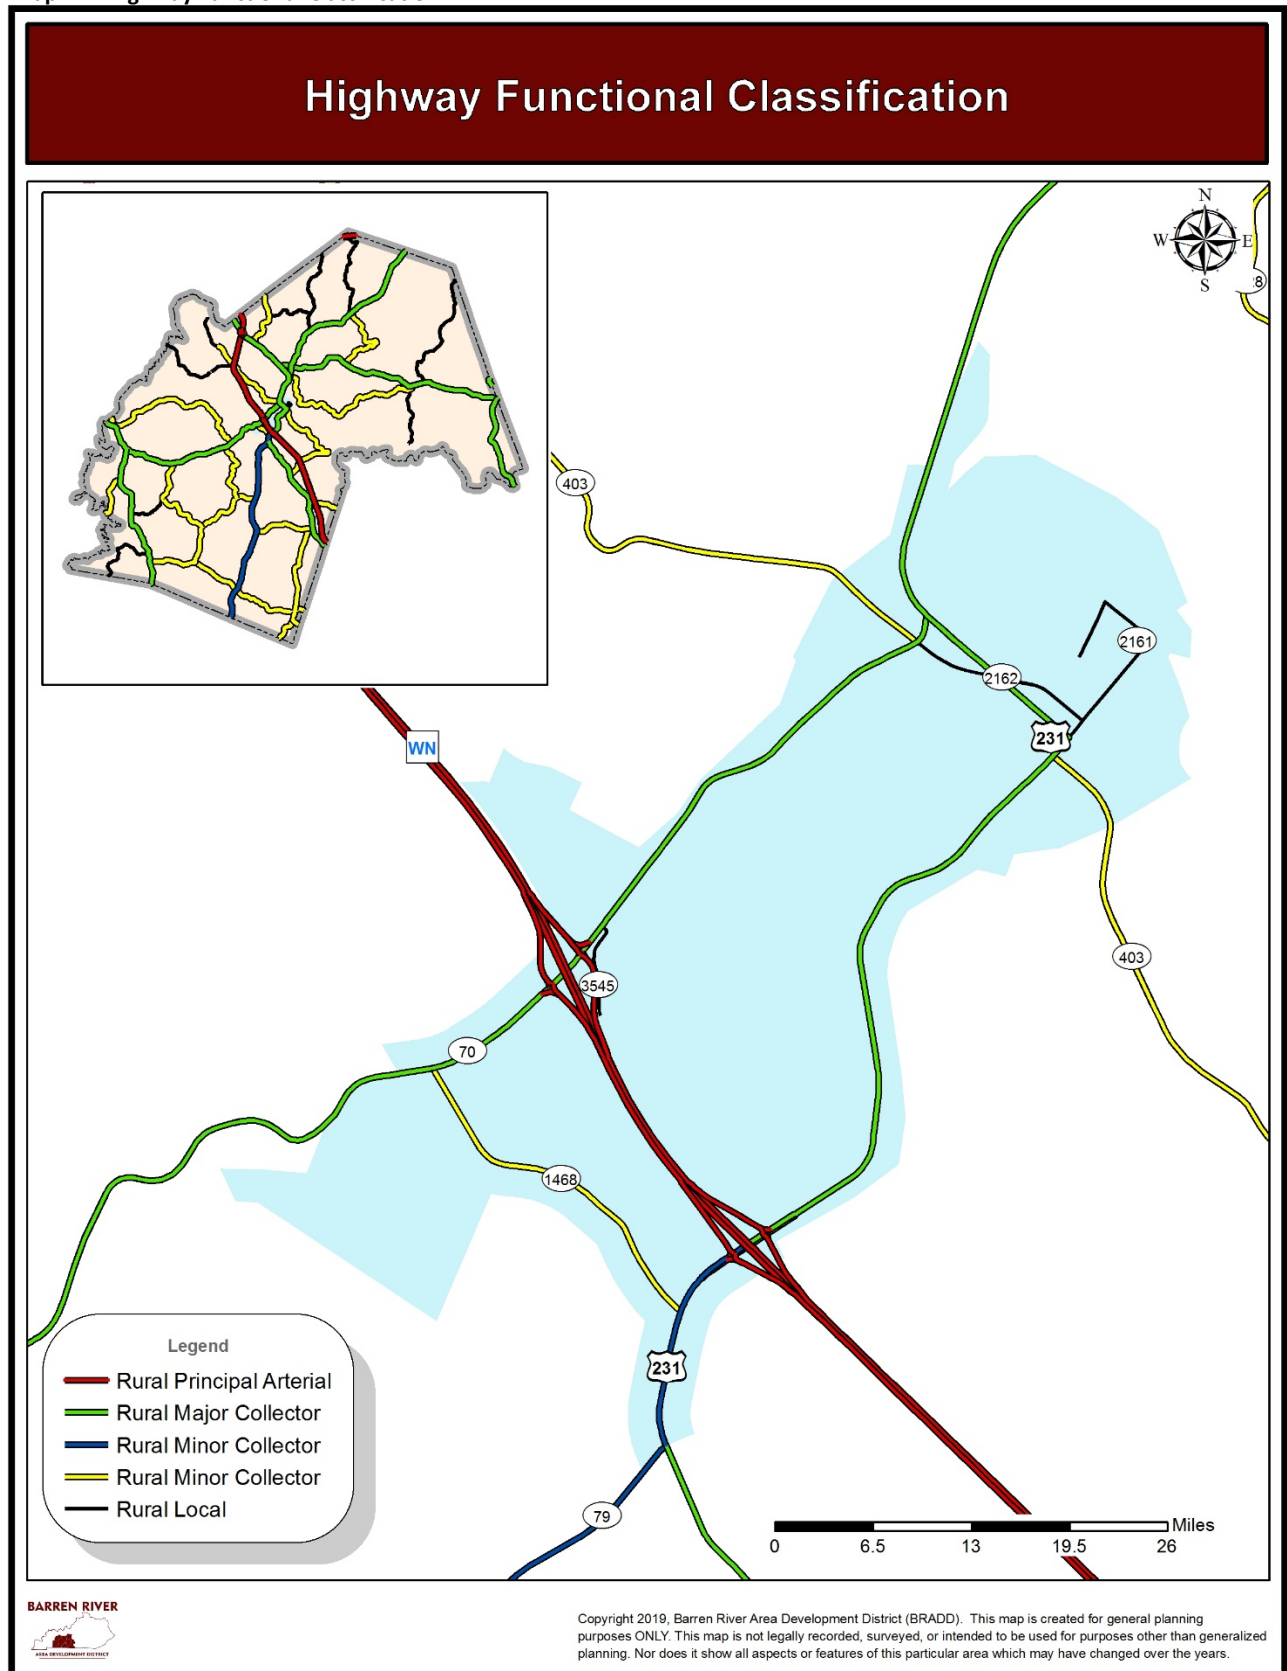 Highway Functional Classification
N
W E
S
8
403
2161
2162
231
WN
403
3545
70
1468
231
79
Legend
Rural Principal Arterial
Rural Major Collector
Rural Minor Collector
Rural Minor Collector
Rural Local
Miles
0 6.5 13 19.5 26
BARREN RIVER
AREA DEVELOPMENT DISTRICT
Copyright 2019, Barren River Area Development District (BRADD). This map is created for general planning
purposes ONLY. This map is not legally recorded, surveyed, or intended to be used for purposes other than generalized
planning. Nor does it show all aspects or features of this particular area which may have changed over the years.